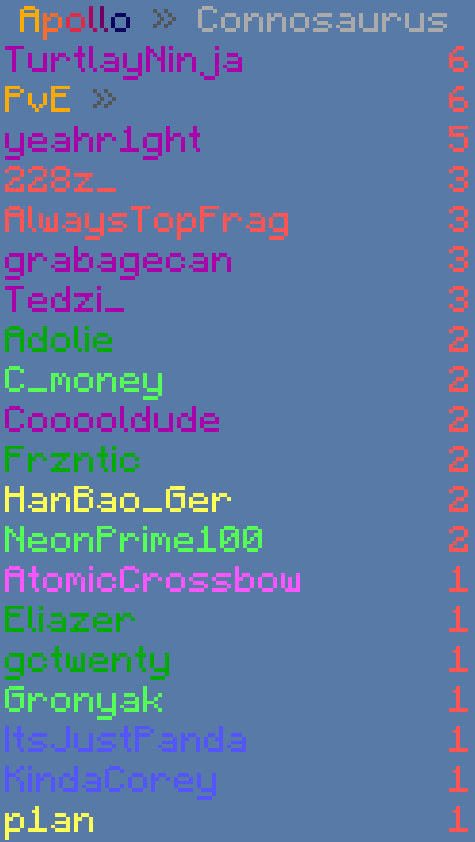 Apollo » Connosaurus
TurtlayNinja 6
PvE » 6
yeahr1ght 5
228z_ 3
AlwaysTopFrag 3
grabagecan 3
Tedzi_ 3
Adolie 2
C_money 2
Cooooldude 2
Frzntic 2
HanBao_Ger 2
NeonPrime100 2
AtomicCrossbow 1
Eliazer 1
gotwenty 1
Gronyak 1
ItsJustPanda 1
KindaCorey 1
p1an 1